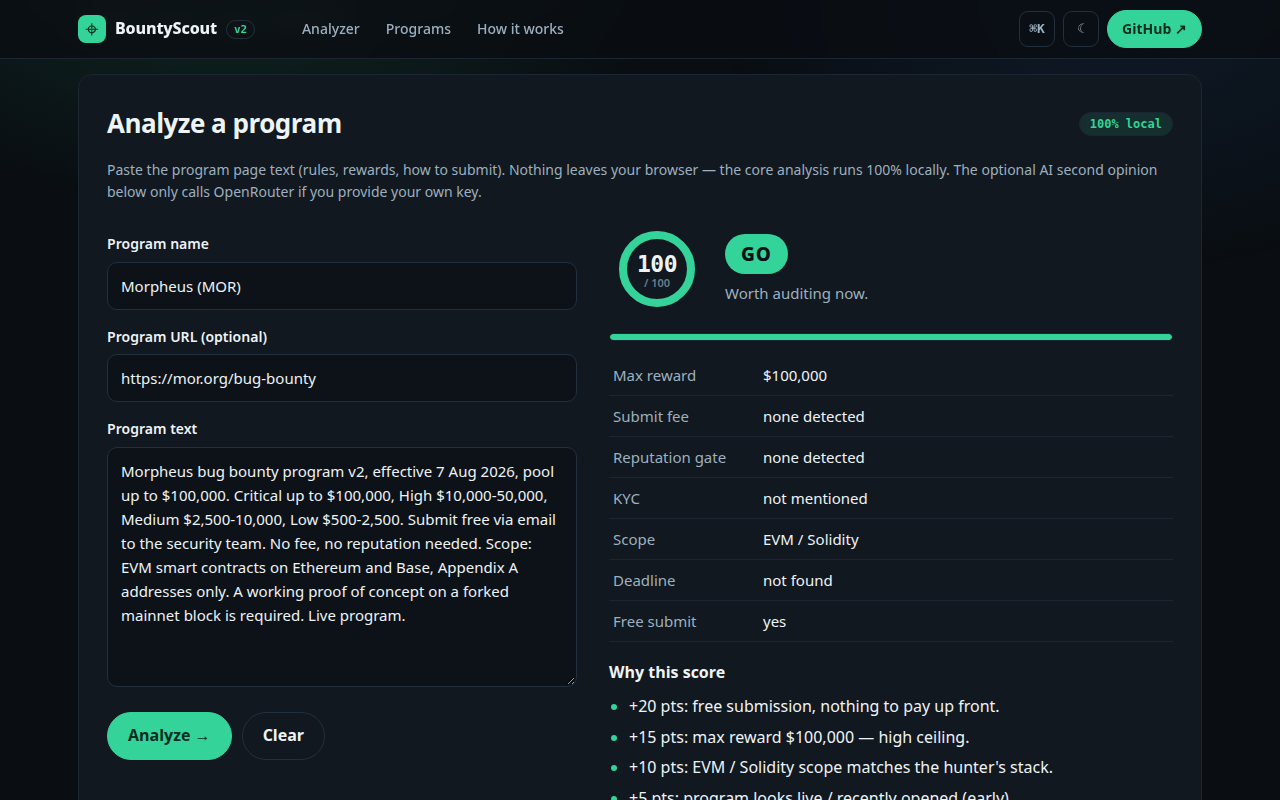 BountyScout v2 Analyzer Programs How it works ⌘K ☾ GitHub ↗
Analyze a program
100% local
Paste the program page text (rules, rewards, how to submit). Nothing leaves your browser — the core analysis runs 100% locally. The optional AI second opinion
below only calls OpenRouter if you provide your own key.
Program name
Morpheus (MOR)
Program URL (optional)
https://mor.org/bug-bounty
Program text
Morpheus bug bounty program v2, effective 7 Aug 2026, pool
up to $100,000. Critical up to $100,000, High $10,000-50,000,
Medium $2,500-10,000, Low $500-2,500. Submit free via email
to the security team. No fee, no reputation needed. Scope:
EVM smart contracts on Ethereum and Base, Appendix A
addresses only. A working proof of concept on a forked
mainnet block is required. Live program.
Analyze →
Clear
100
/ 100
GO
Worth auditing now.
Max reward $100,000
Submit fee none detected
Reputation gate none detected
KYC not mentioned
Scope EVM / Solidity
Deadline not found
Free submit yes
Why this score
+20 pts: free submission, nothing to pay up front.
+15 pts: max reward $100,000 — high ceiling.
+10 pts: EVM / Solidity scope matches the hunter's stack.
+5 pts: program looks live / recently opened (early).